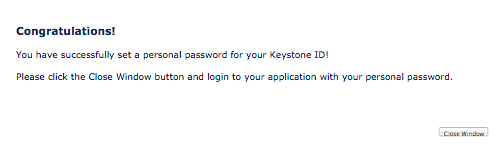 Congratulations!
You have successfully set a personal password for your Keystone ID!
Please click the Close Window button and login to your application with your personal password.
Close Window